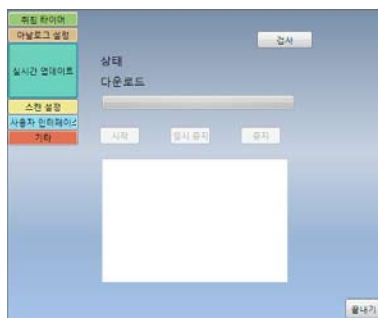 취침 타이머
아날로그 설정
검사
실시간 업데이트
상태
다운로드
스캔 설정
사용자 인터페이스
기타
시작
일시 중지
중지
끝내기